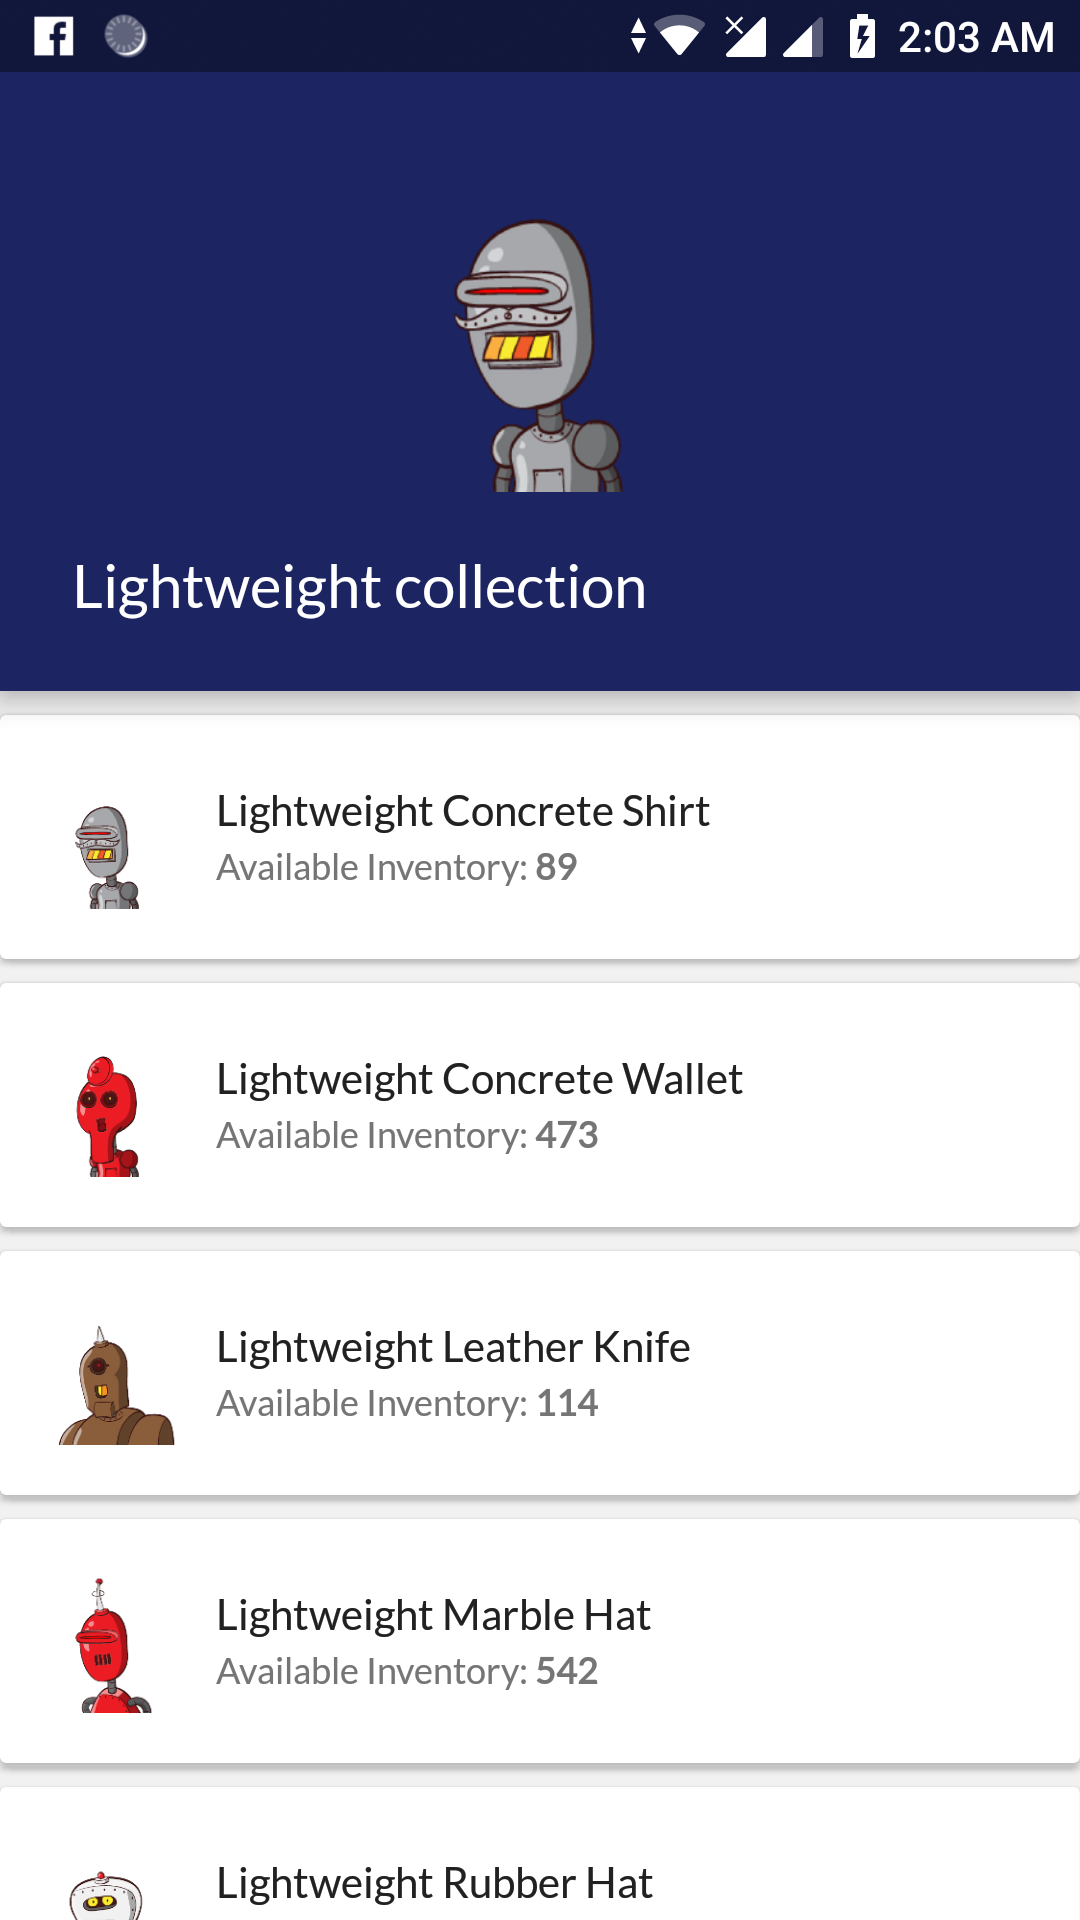 2:03 AM
Lightweight collection
Lightweight Concrete Shirt
Available Inventory: 89
Lightweight Concrete Wallet
Available Inventory: 473
Lightweight Leather Knife
Available Inventory: 114
Lightweight Marble Hat
Available Inventory: 542
Lightweight Rubber Hat